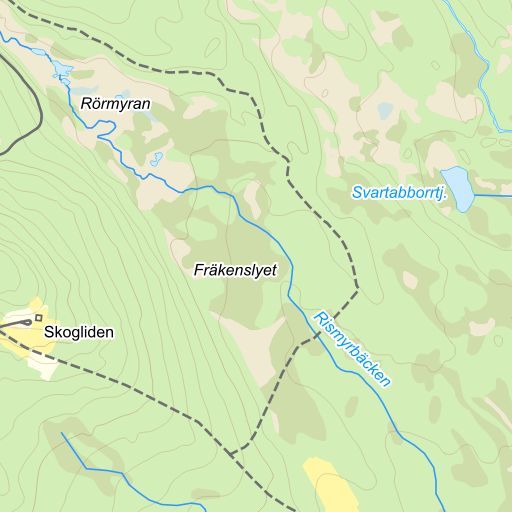 Rörmyran
Svartabborrtj.
Fräkenslyet
Rismyrbäcken
Skogliden